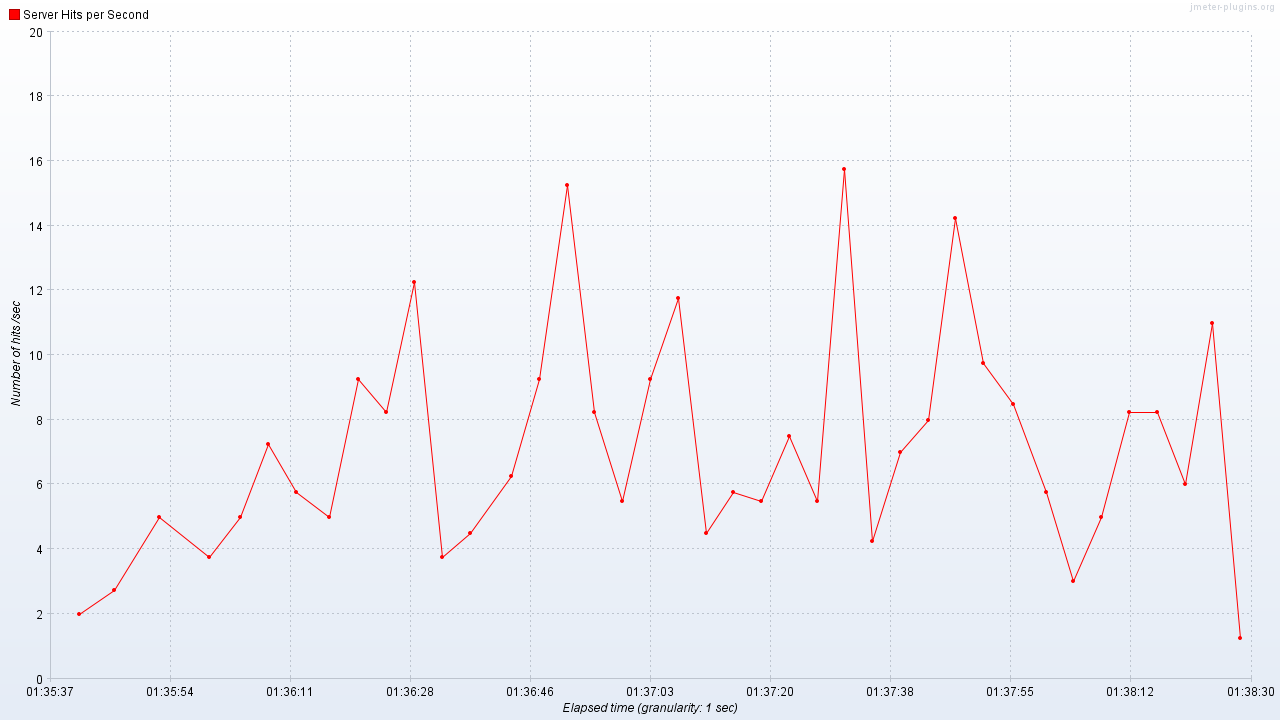 jmeter-plugins.org
Server Hits per Second
20
18
16
14
12
10
8
6
4
2
0
Number of hits /sec
01:35:37 01:35:54 01:36:11 01:36:28 01:36:46 01:37:03 01:37:20 01:37:38 01:37:55 01:38:12 01:38:30
Elapsed time (granularity: 1 sec)